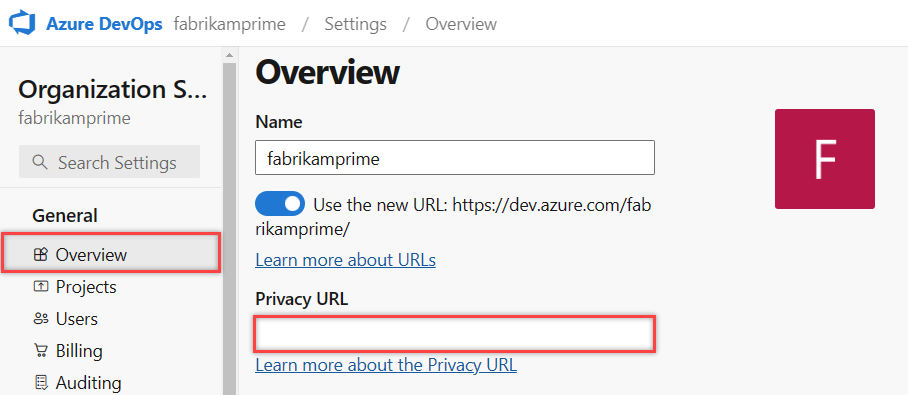 Azure DevOps fabrikamprime / Settings / Overview
Organization S...
fabrikamprime
Search Settings
General
Overview
Projects
Users
Billing
Auditing
Overview
Name
fabrikamprime
Use the new URL: https://dev.azure.com/fab
rikamprime/
Learn more about URLs
Privacy URL
Learn more about the Privacy URL
F